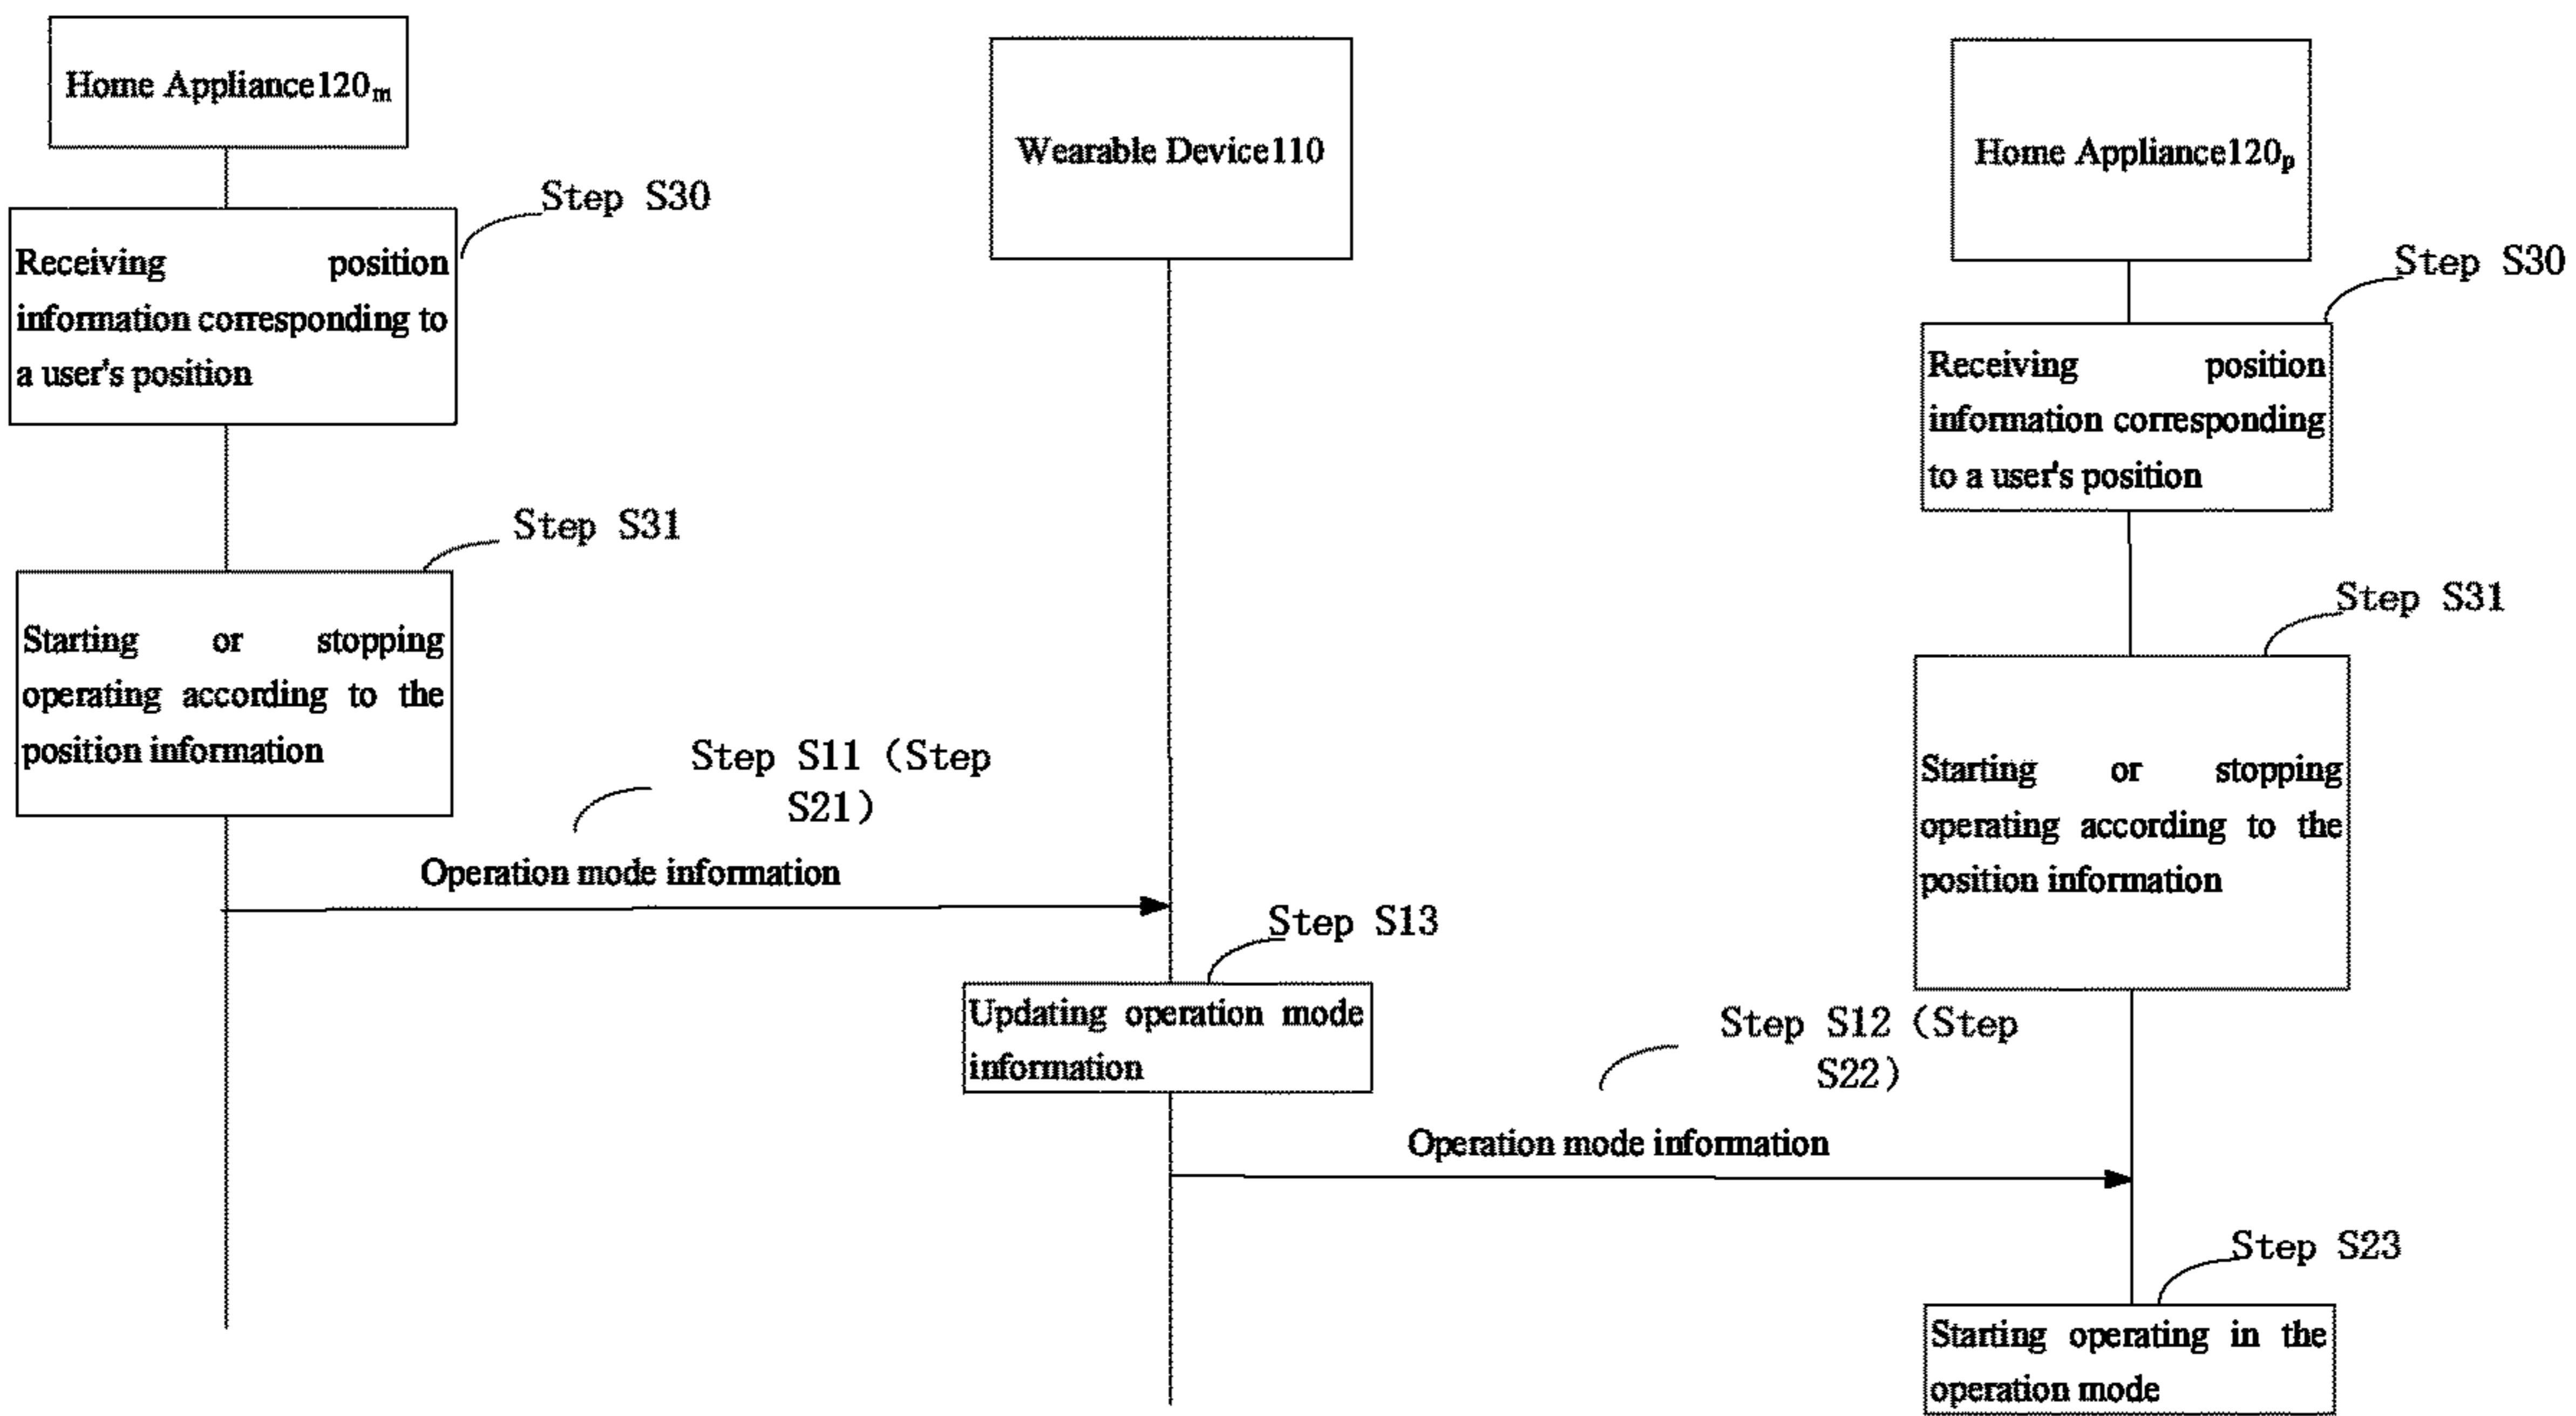 Home Appliance120m
Wearable Device110
Home Appliance120p
Step S30
Receiving position
information corresponding to
a user's position
Step S30
Receiving position
information corresponding
to a user's position
Step S31
Starting or stopping
operating according to the
position information
Step S31
Starting or stopping
operating according to the
position information
Step S11 (Step
S21)
Operation mode information
Step S13
Updating operation mode
information
Step S12 (Step
S22)
Operation mode information
Step S23
Starting operating in the
operation mode